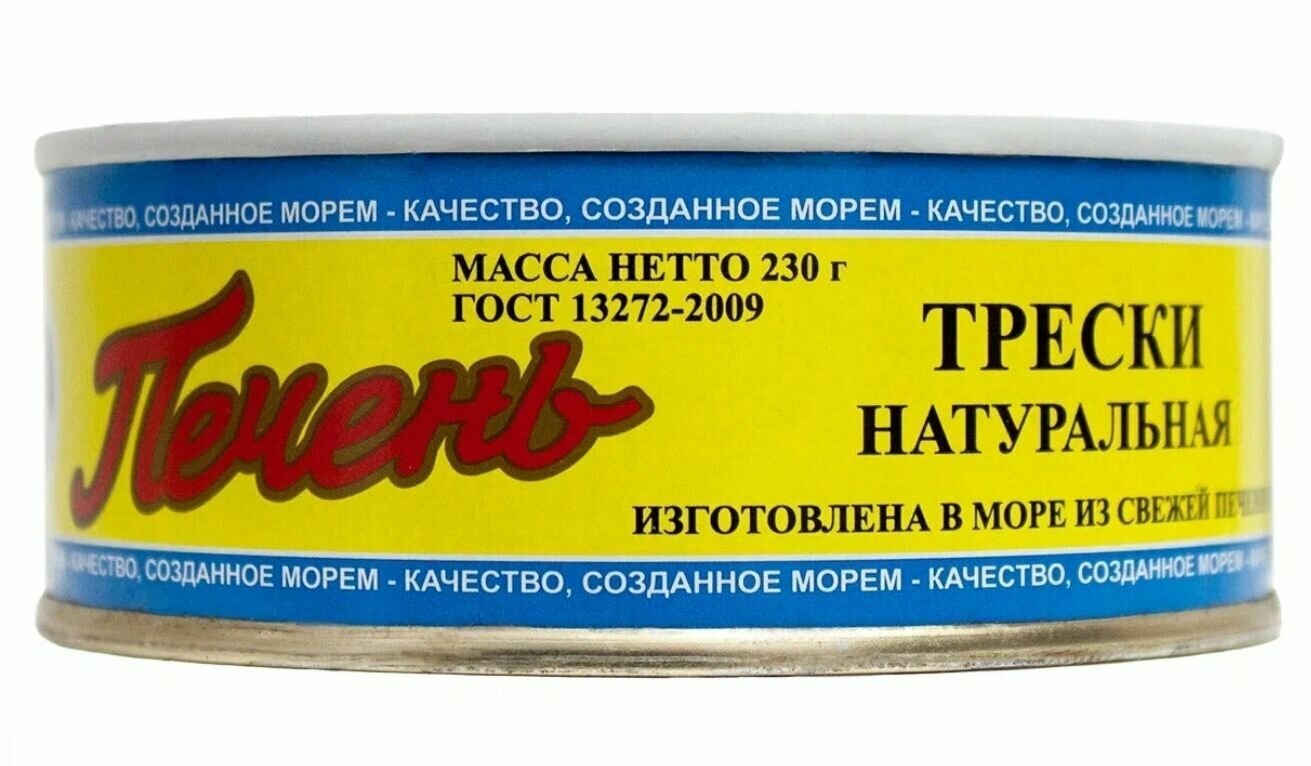 КАЧЕСТВО, СОЗДАННОЕ МОРЕМ - КАЧЕСТВО, СОЗДАННОЕ МОРЕМ - КАЧЕСТВО, СОЗДАННОЕ МОРЕМ -
МАССА НЕТТО 230 г
ГОСТ 13272-2009
Печень
ТРЕСКИ
НАТУРАЛЬНАЯ
ИЗГОТОВЛЕНА В МОРЕ ИЗ СВЕЖЕЙ
КАЧЕСТВО, СОЗДАННОЕ МОРЕМ - КАЧЕСТВО, СОЗДАННОЕ МОРЕМ - КАЧЕСТВО, СОЗДАННОЕ МОРЕМ -